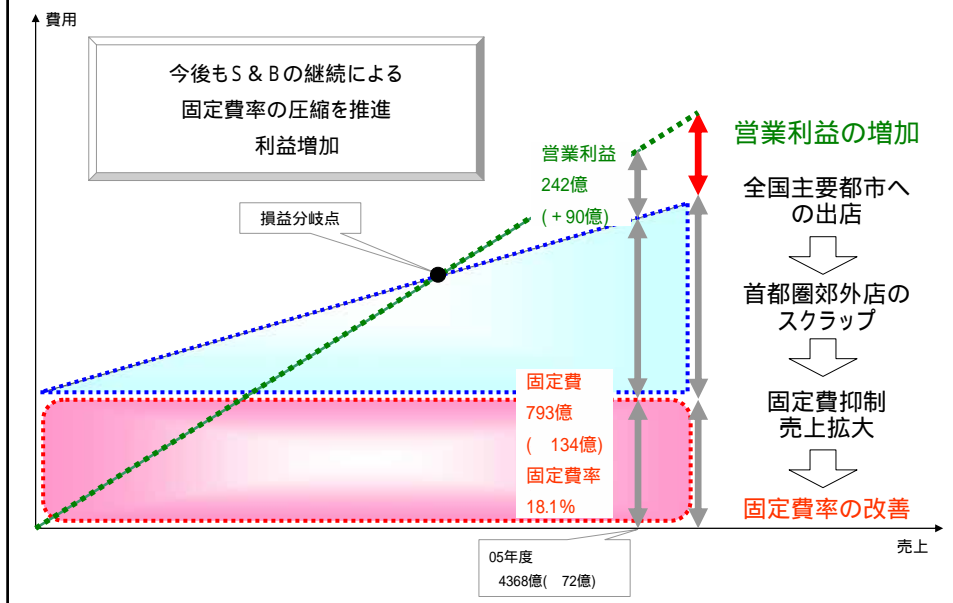 費用
今後もS&Bの継続による
固定費率の圧縮を推進
利益増加
損益分岐点
営業利益
242億
(+90億)
固定費
793億
(　134億)
固定費率
18.1%
営業利益の増加
全国主要都市へ
の出店
首都圏郊外店の
スクラップ
固定費抑制
売上拡大
固定費率の改善
売上
05年度
4368億(　72億)